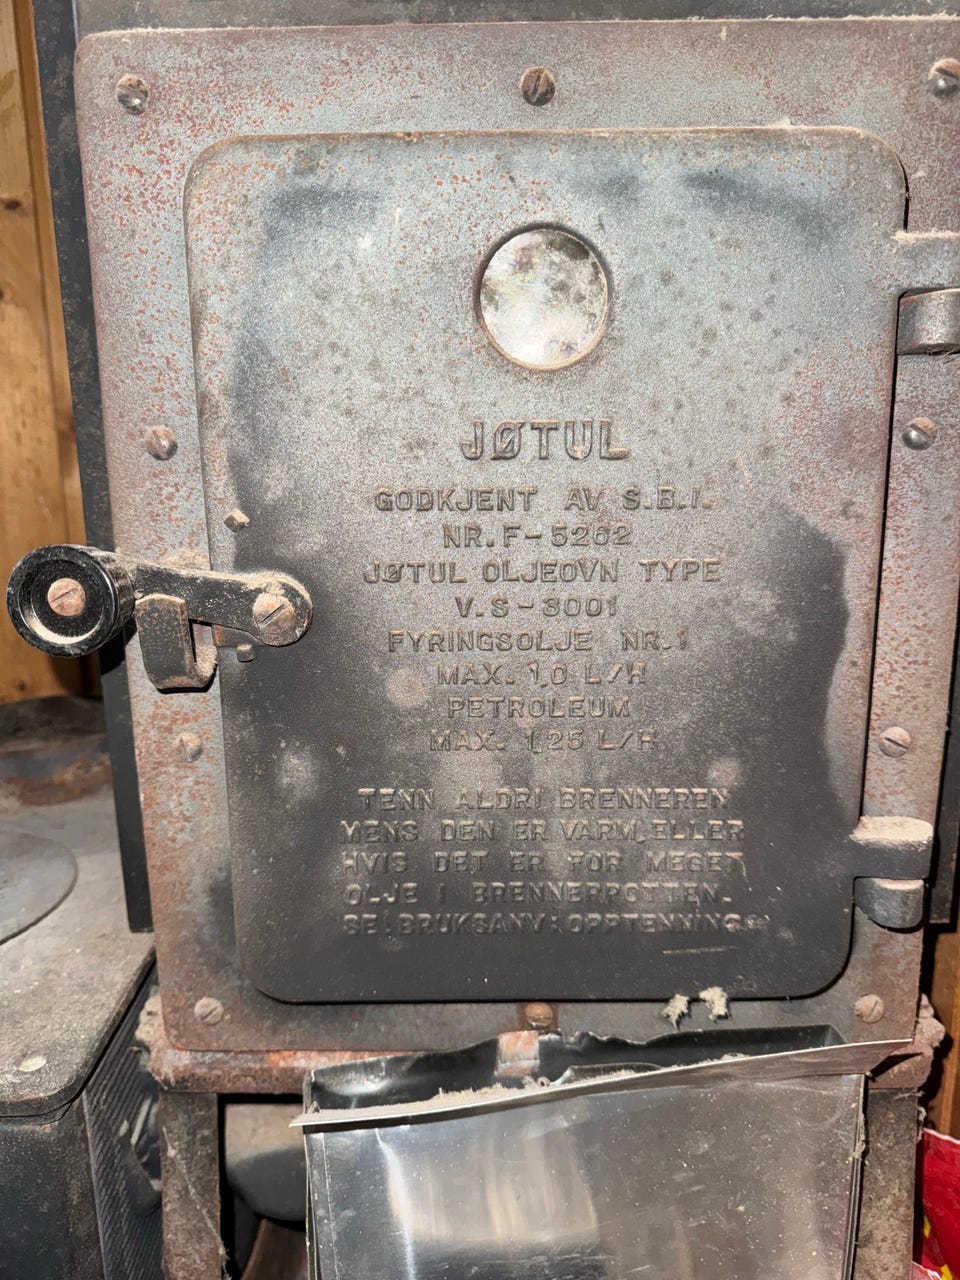 JØTUL
GODKJENT AV S.B.I.
NR. F-5262
JØTUL OLJEOVN TYPE
V.S-3001
FYRINGSOLJE NR.1
MAX. 1,0 L/H
PETROLEUM
MAX. 1,25 L/H
TENN ALDRI BRENNEREN
MENS DEN ER VARM, ELLER
HVIS DET ER FOR MEGET
OLJE I BRENNERPOTTEN.
SE: BRUKSANV: OPPTENNING.